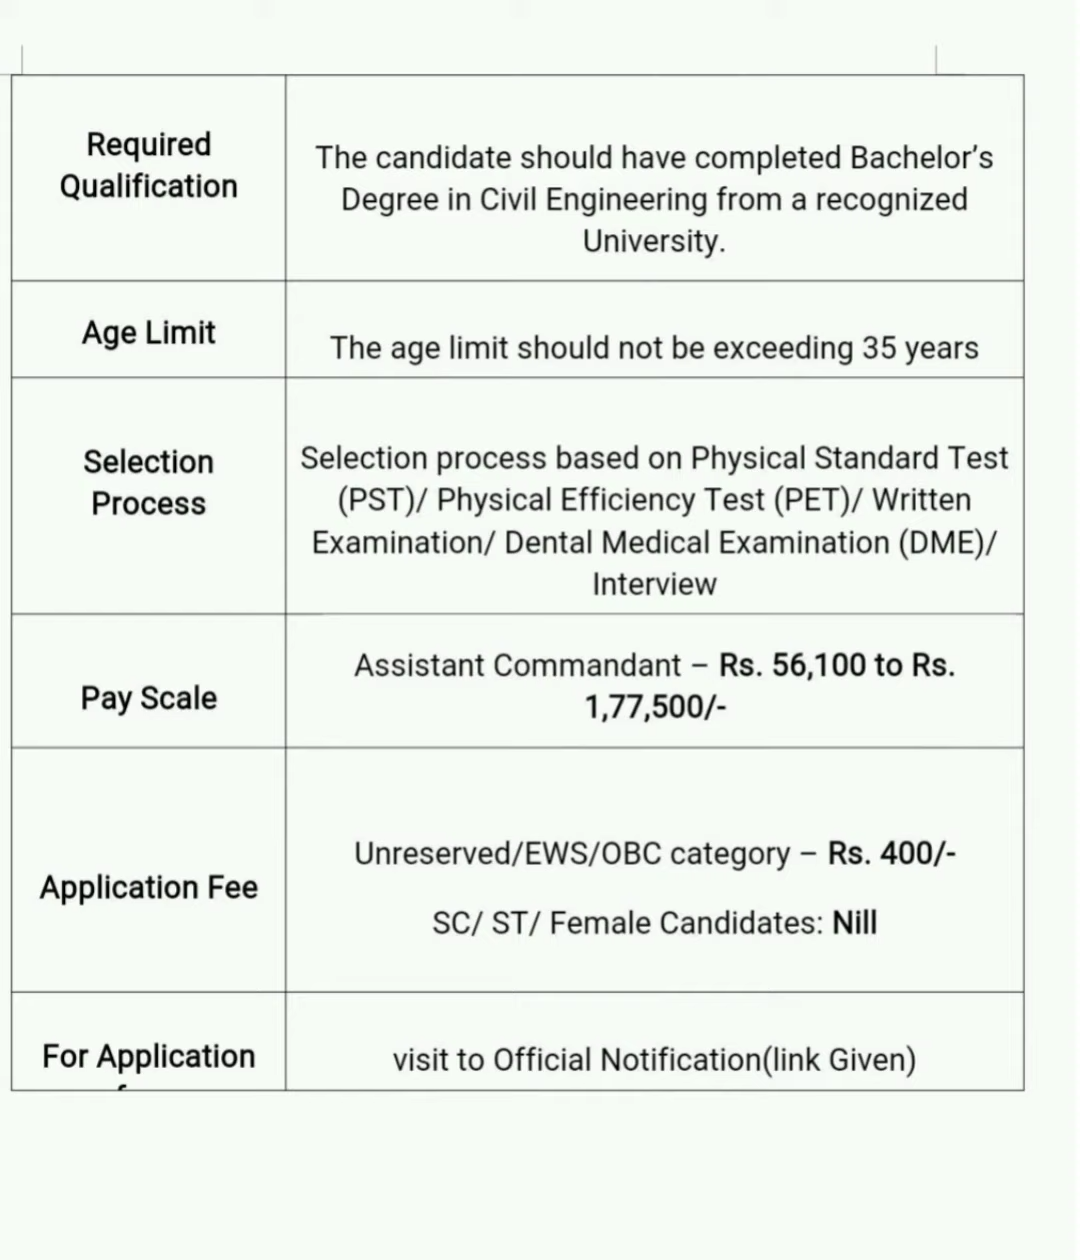 Required
Qualification
The candidate should have completed Bachelor’s
Degree in Civil Engineering from a recognized
University.
Age Limit
The age limit should not be exceeding 35 years
Selection
Process
Selection process based on Physical Standard Test
(PST)/ Physical Efficiency Test (PET)/ Written
Examination/ Dental Medical Examination (DME)/
Interview
Pay Scale
Assistant Commandant – Rs. 56,100 to Rs.
1,77,500/-
Application Fee
Unreserved/EWS/OBC category – Rs. 400/-
SC/ ST/ Female Candidates: Nill
For Application
visit to Official Notification(link Given)